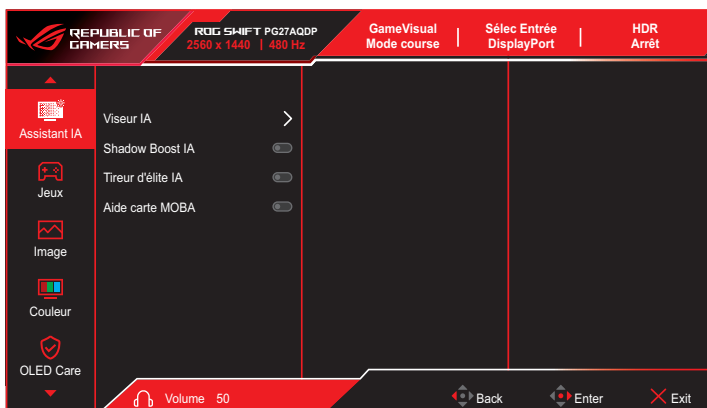 REPUBLIC OF
GAMERS
ROG SWIFT PG27AQDP
2560 x 1440 | 480 Hz
GameVisual
Mode course
Sélec Entrée
DisplayPort
HDR
Arrêt
Assistant IA
Jeux
Image
Couleur
OLED Care
Viseur IA
Shadow Boost IA
Tireur d'élite IA
Aide carte MOBA
Volume 50
Back
Enter
Exit